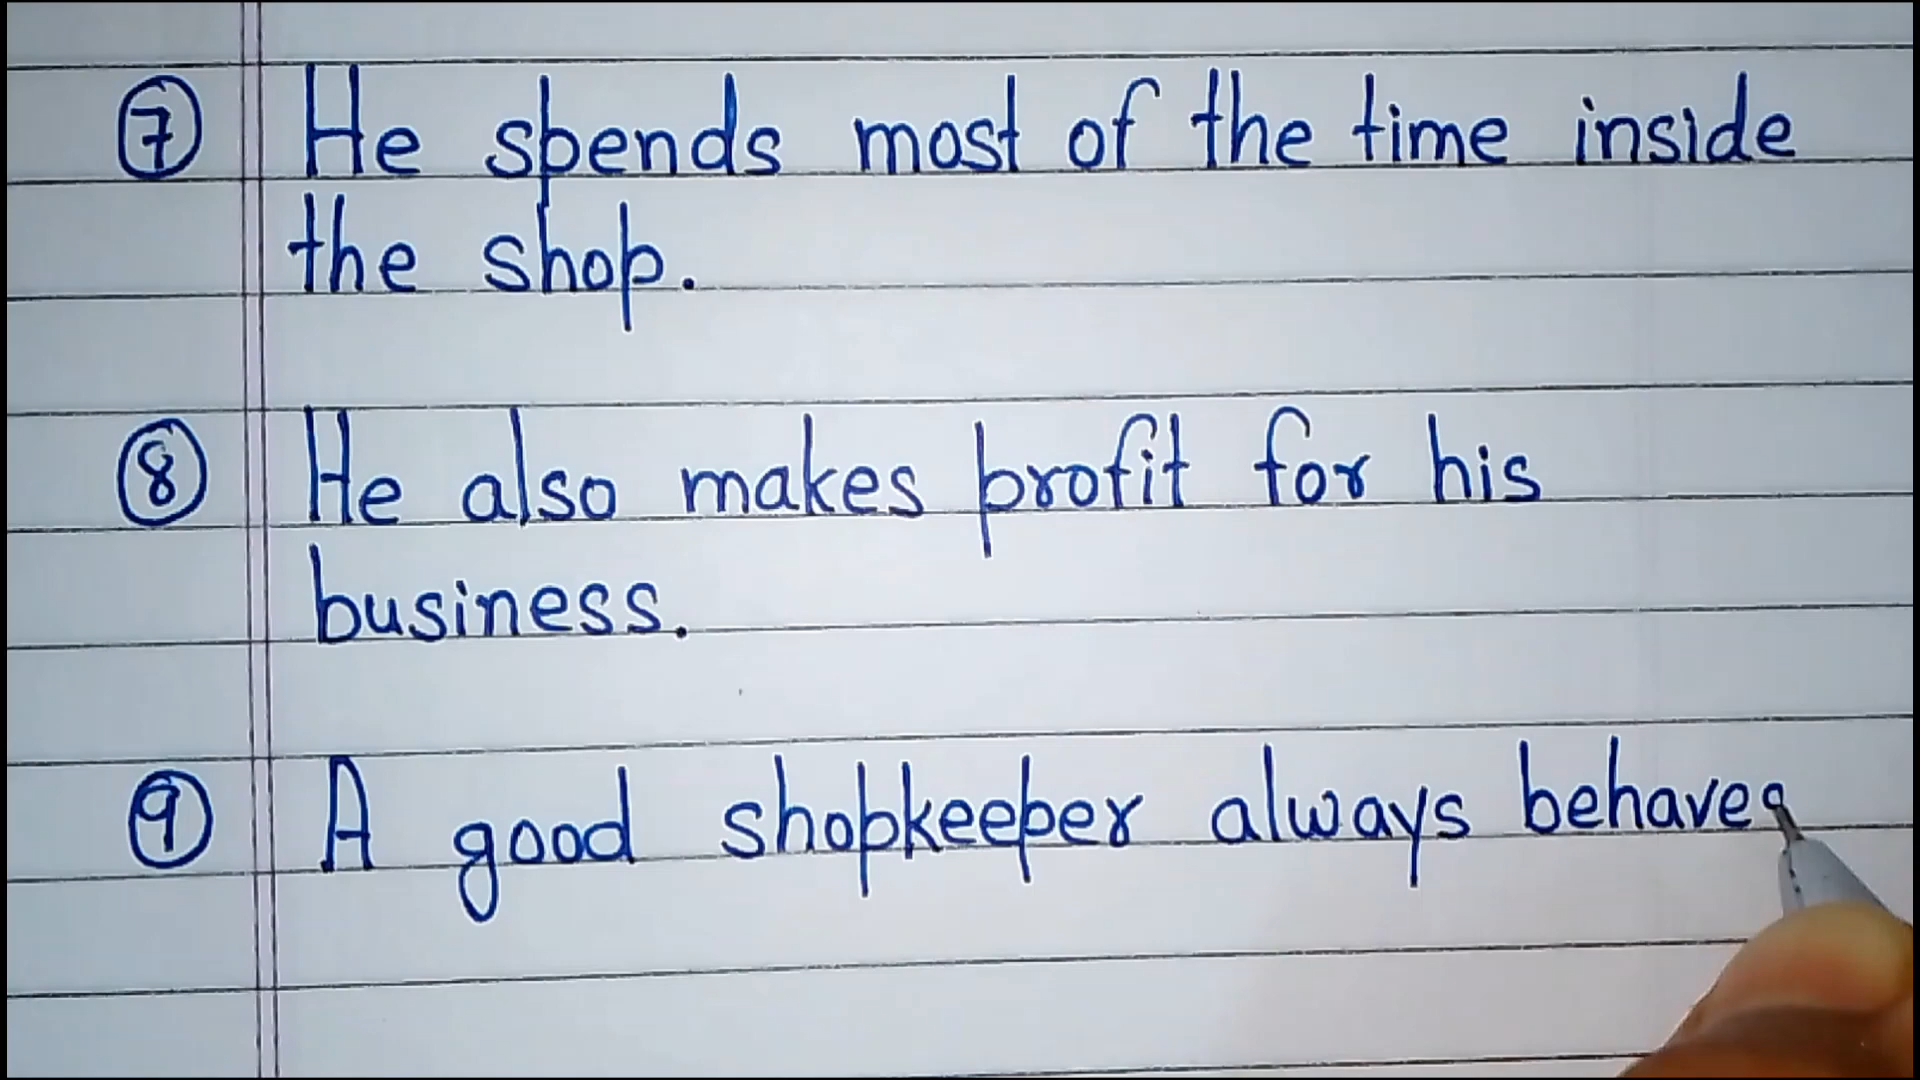 7 He spends most of the time inside
the shop.
8 He also makes profit for his
business.
9 A good shopkeeper always behaves